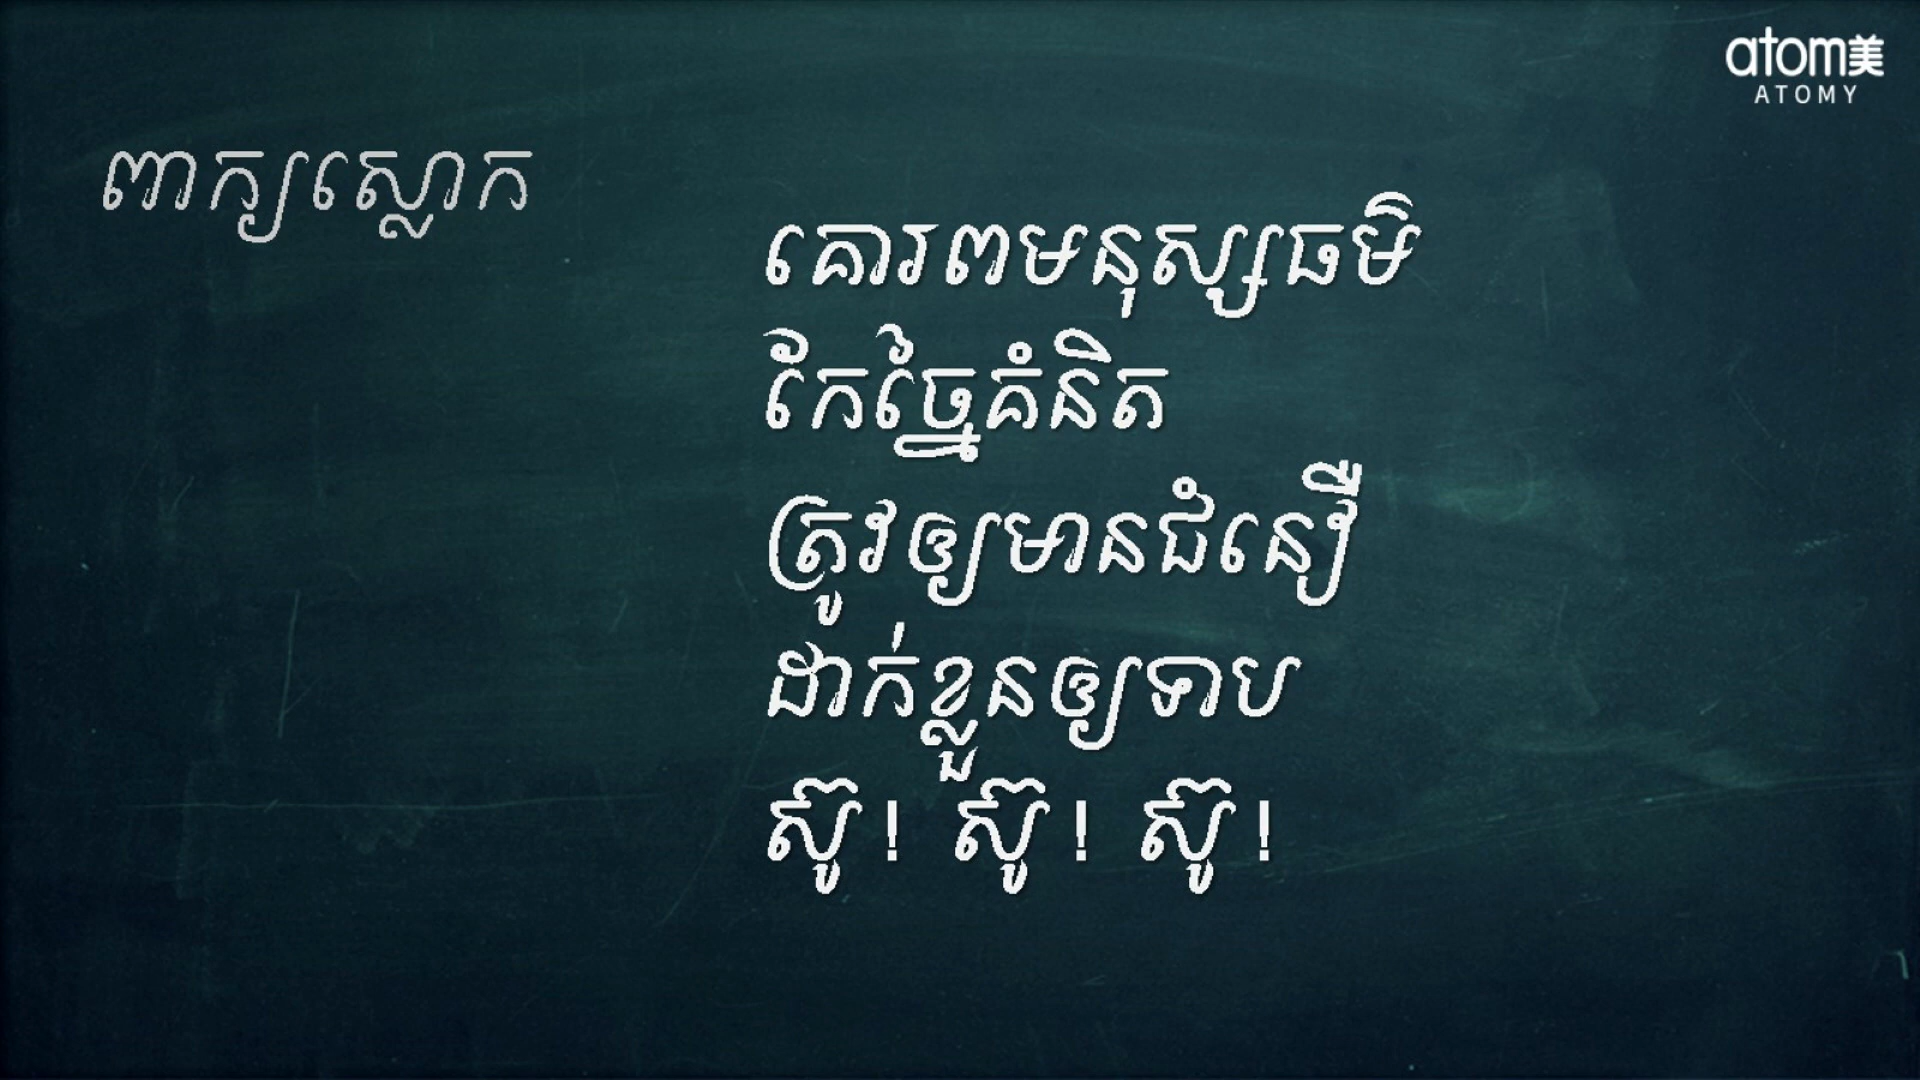 atom美
ATOMY
ពាក្យស្លោក
គោរពមនុស្សធម៌
កែច្នៃគំនិត
ត្រូវឲ្យមានជំនឿ
ដាក់ខ្លួនឲ្យទាប
ស៊ូ! ស៊ូ! ស៊ូ!